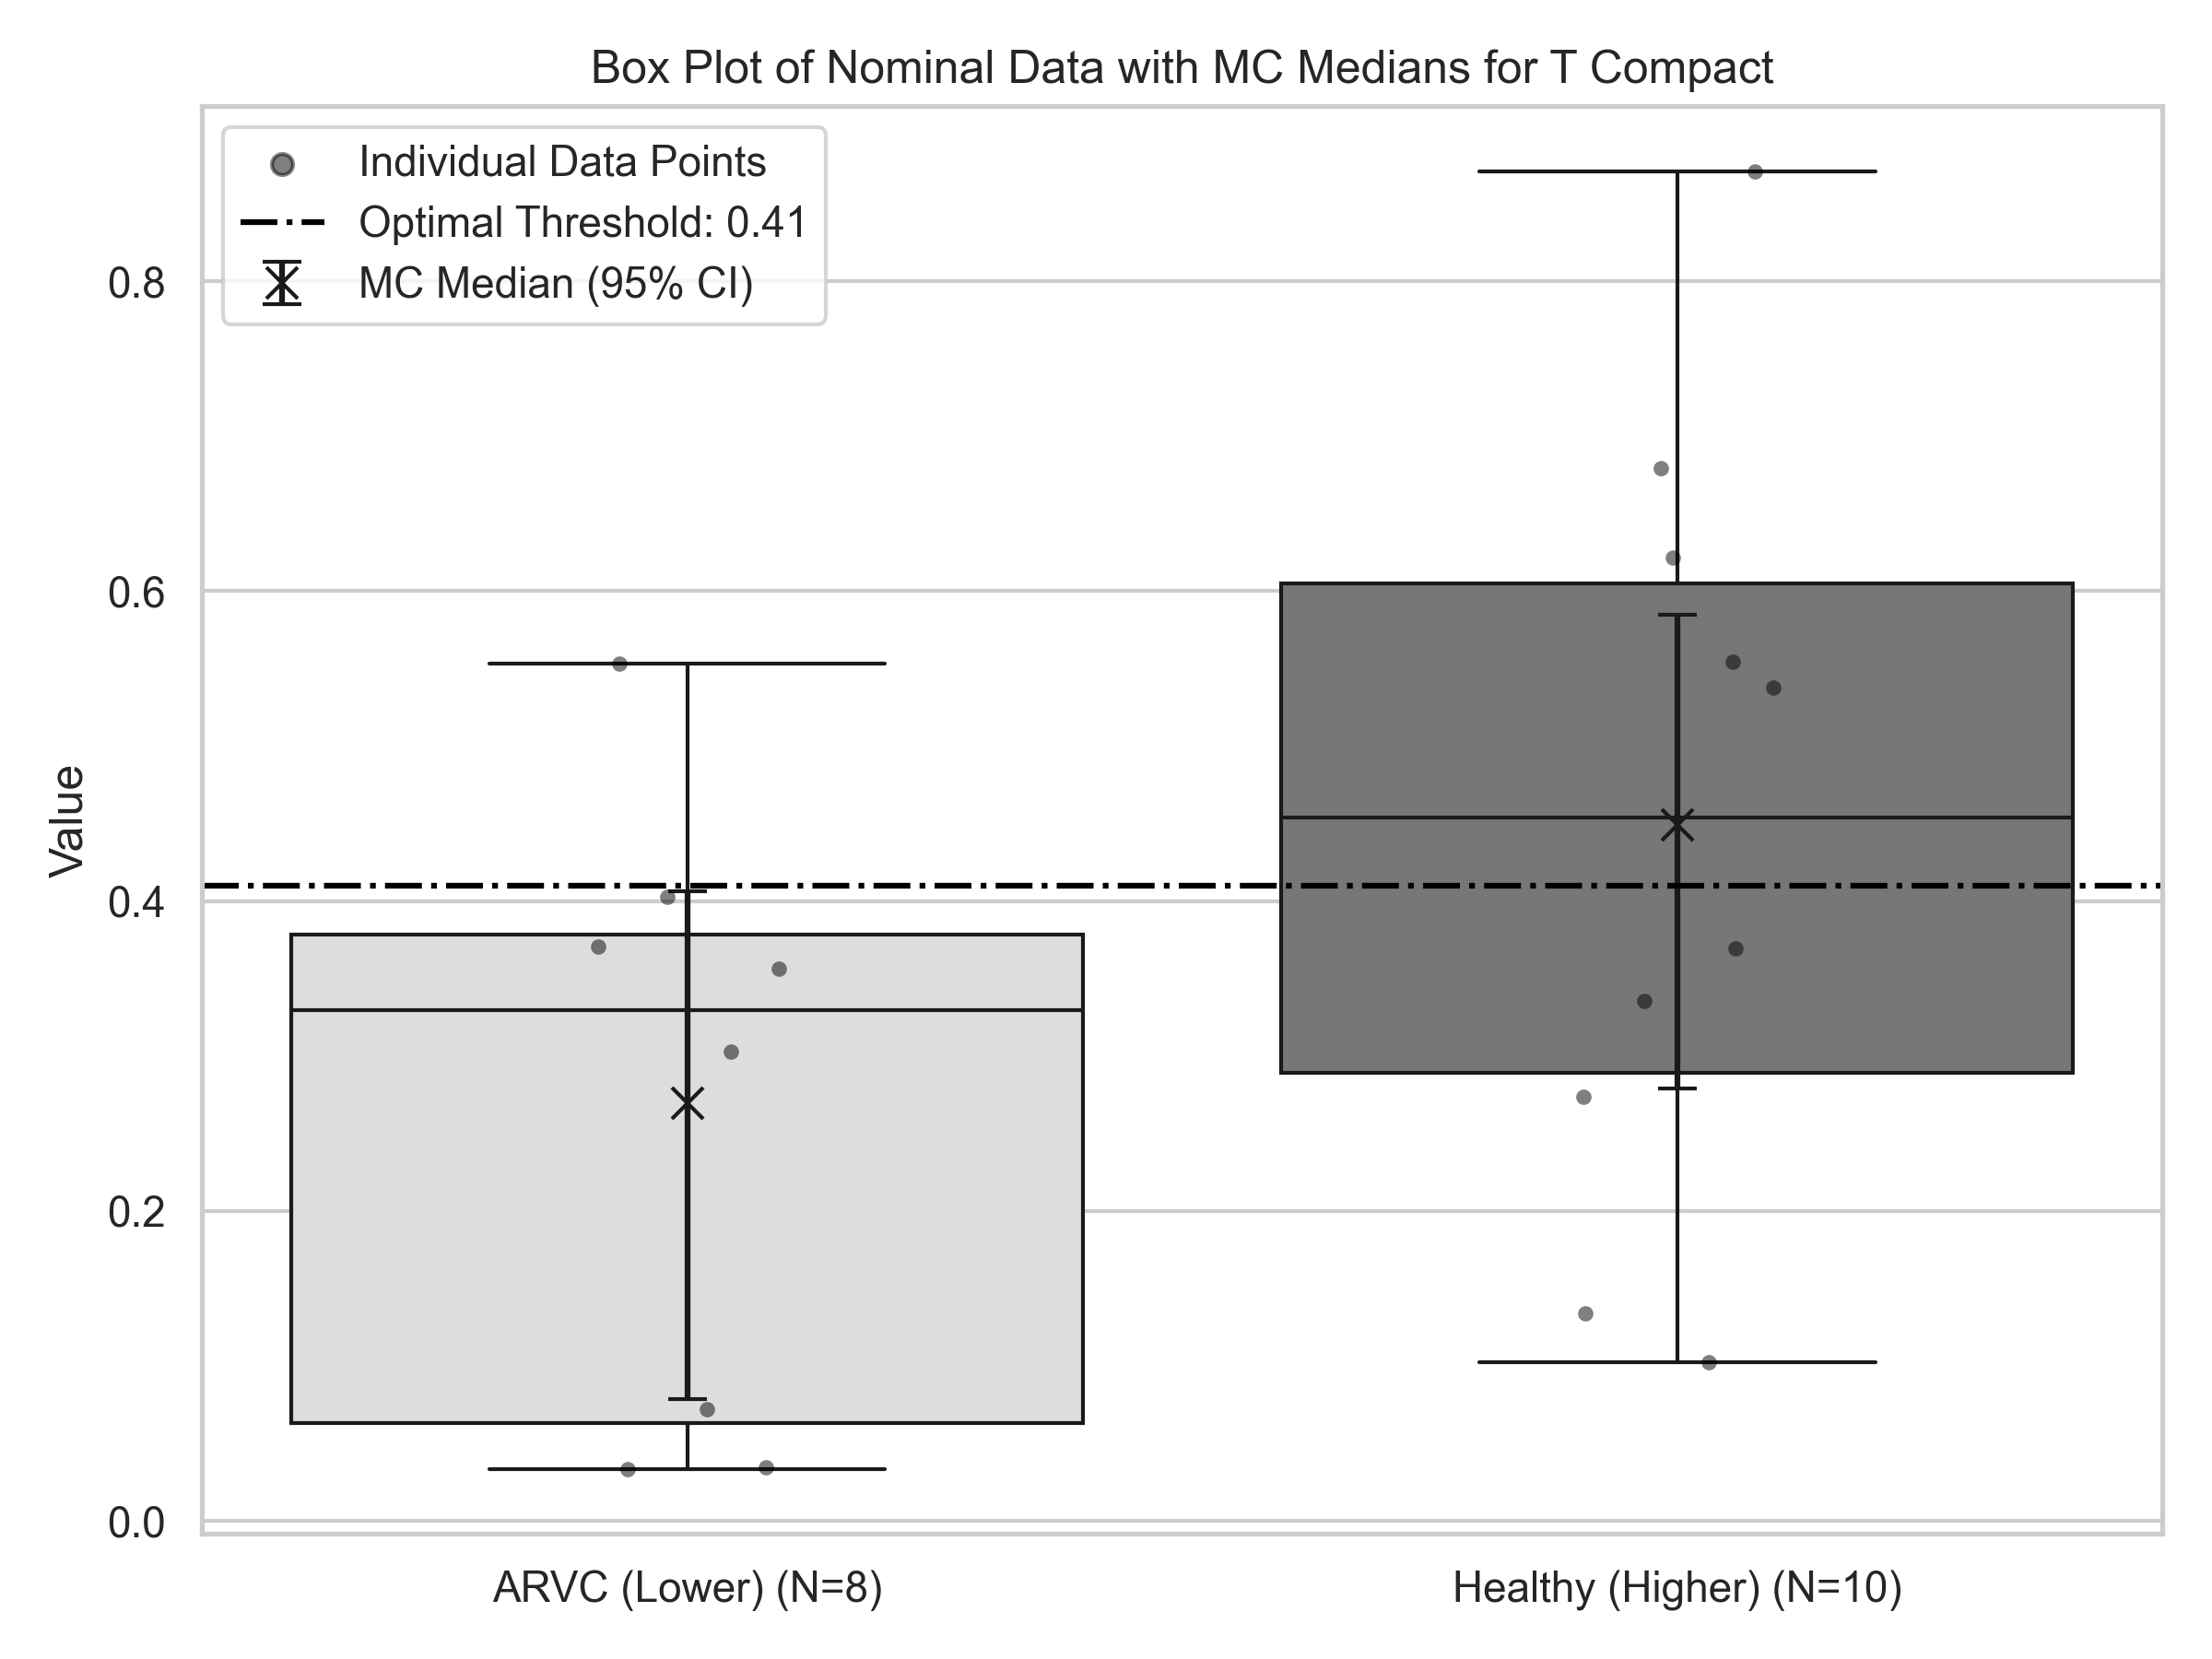 Box Plot of Nominal Data with MC Medians for T Compact
Individual Data Points
Optimal Threshold: 0.41
MC Median (95% CI)
Value
0.8
0.6
0.4
0.2
0.0
ARVC (Lower) (N=8)
Healthy (Higher) (N=10)